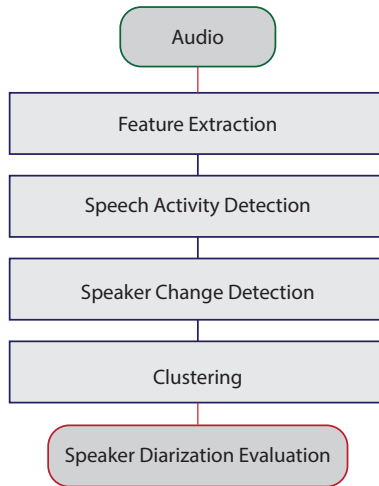 Audio
Feature Extraction
Speech Activity Detection
Speaker Change Detection
Clustering
Speaker Diarization Evaluation